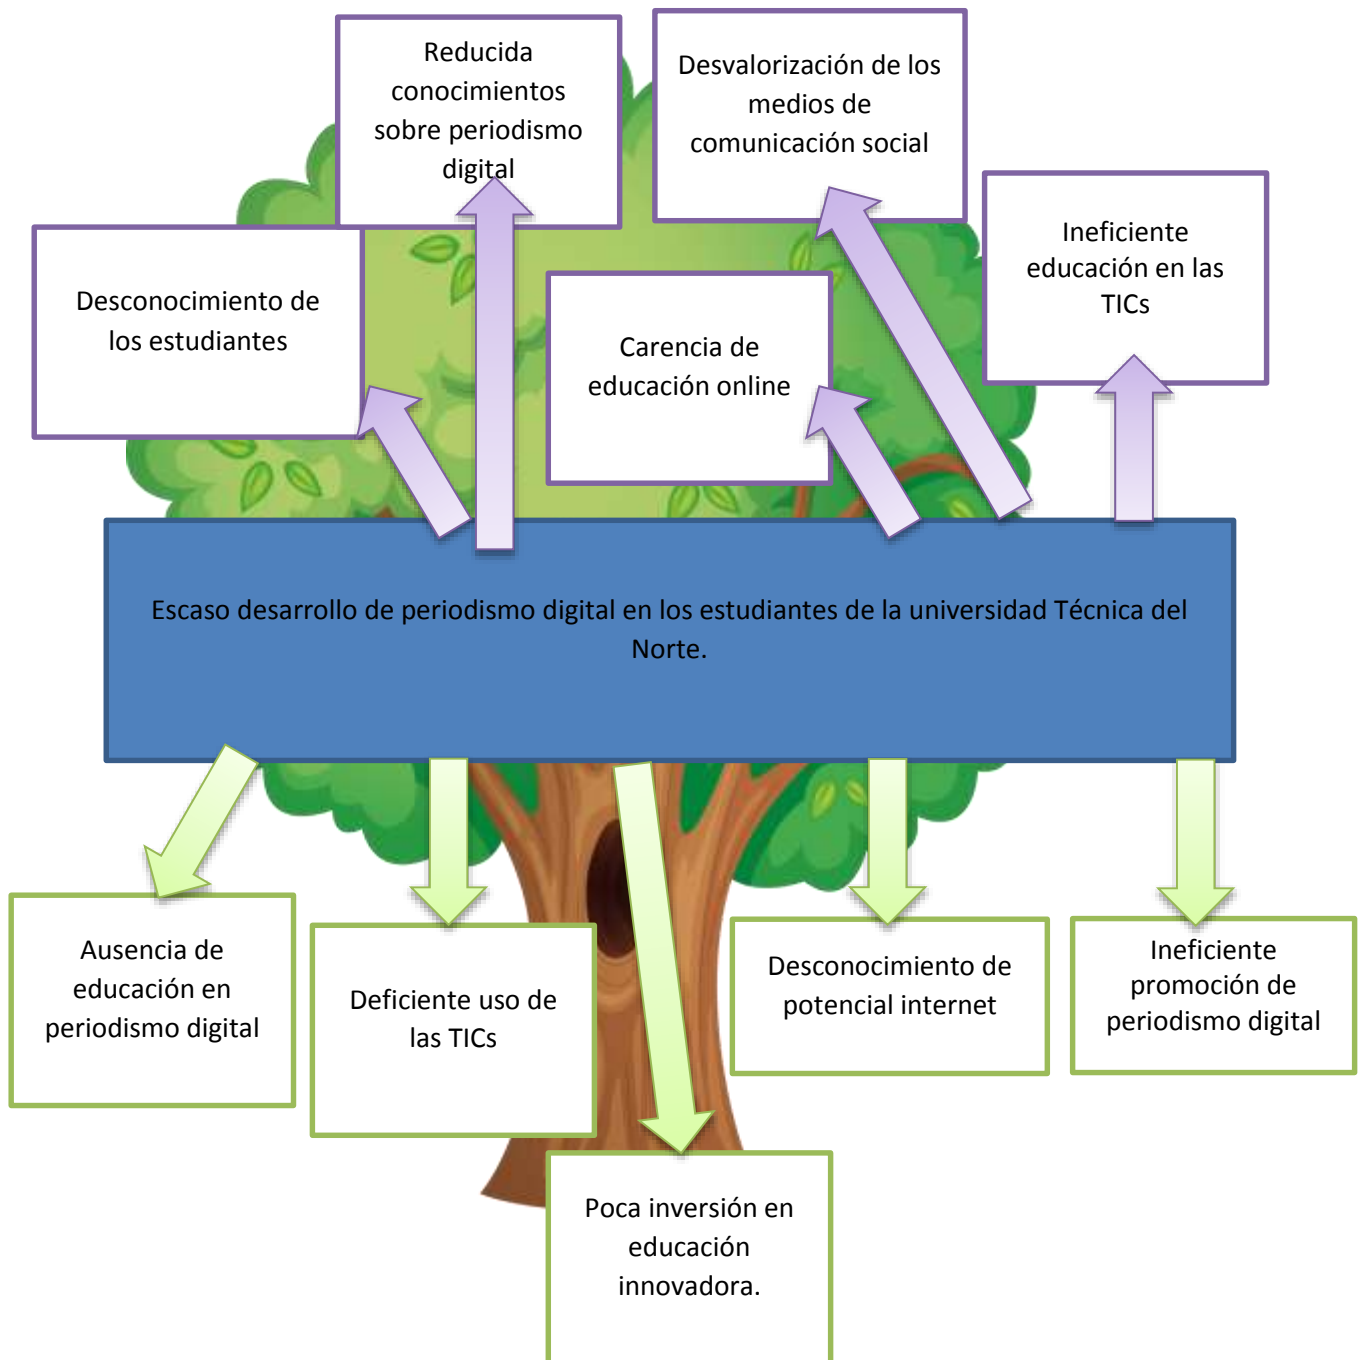 Reducida
conocimientos
sobre periodismo
digital
Desvalorización de los
medios de
comunicación social
Ineficiente
educación en las
TICs
Desconocimiento de
los estudiantes
Carencia de
educación online
Escaso desarrollo de periodismo digital en los estudiantes de la universidad Técnica del
Norte.
Ausencia de
educación en
periodismo digital
Deficiente uso de
las TICs
Desconocimiento de
potencial internet
Ineficiente
promoción de
periodismo digital
Poca inversión en
educación
innovadora.